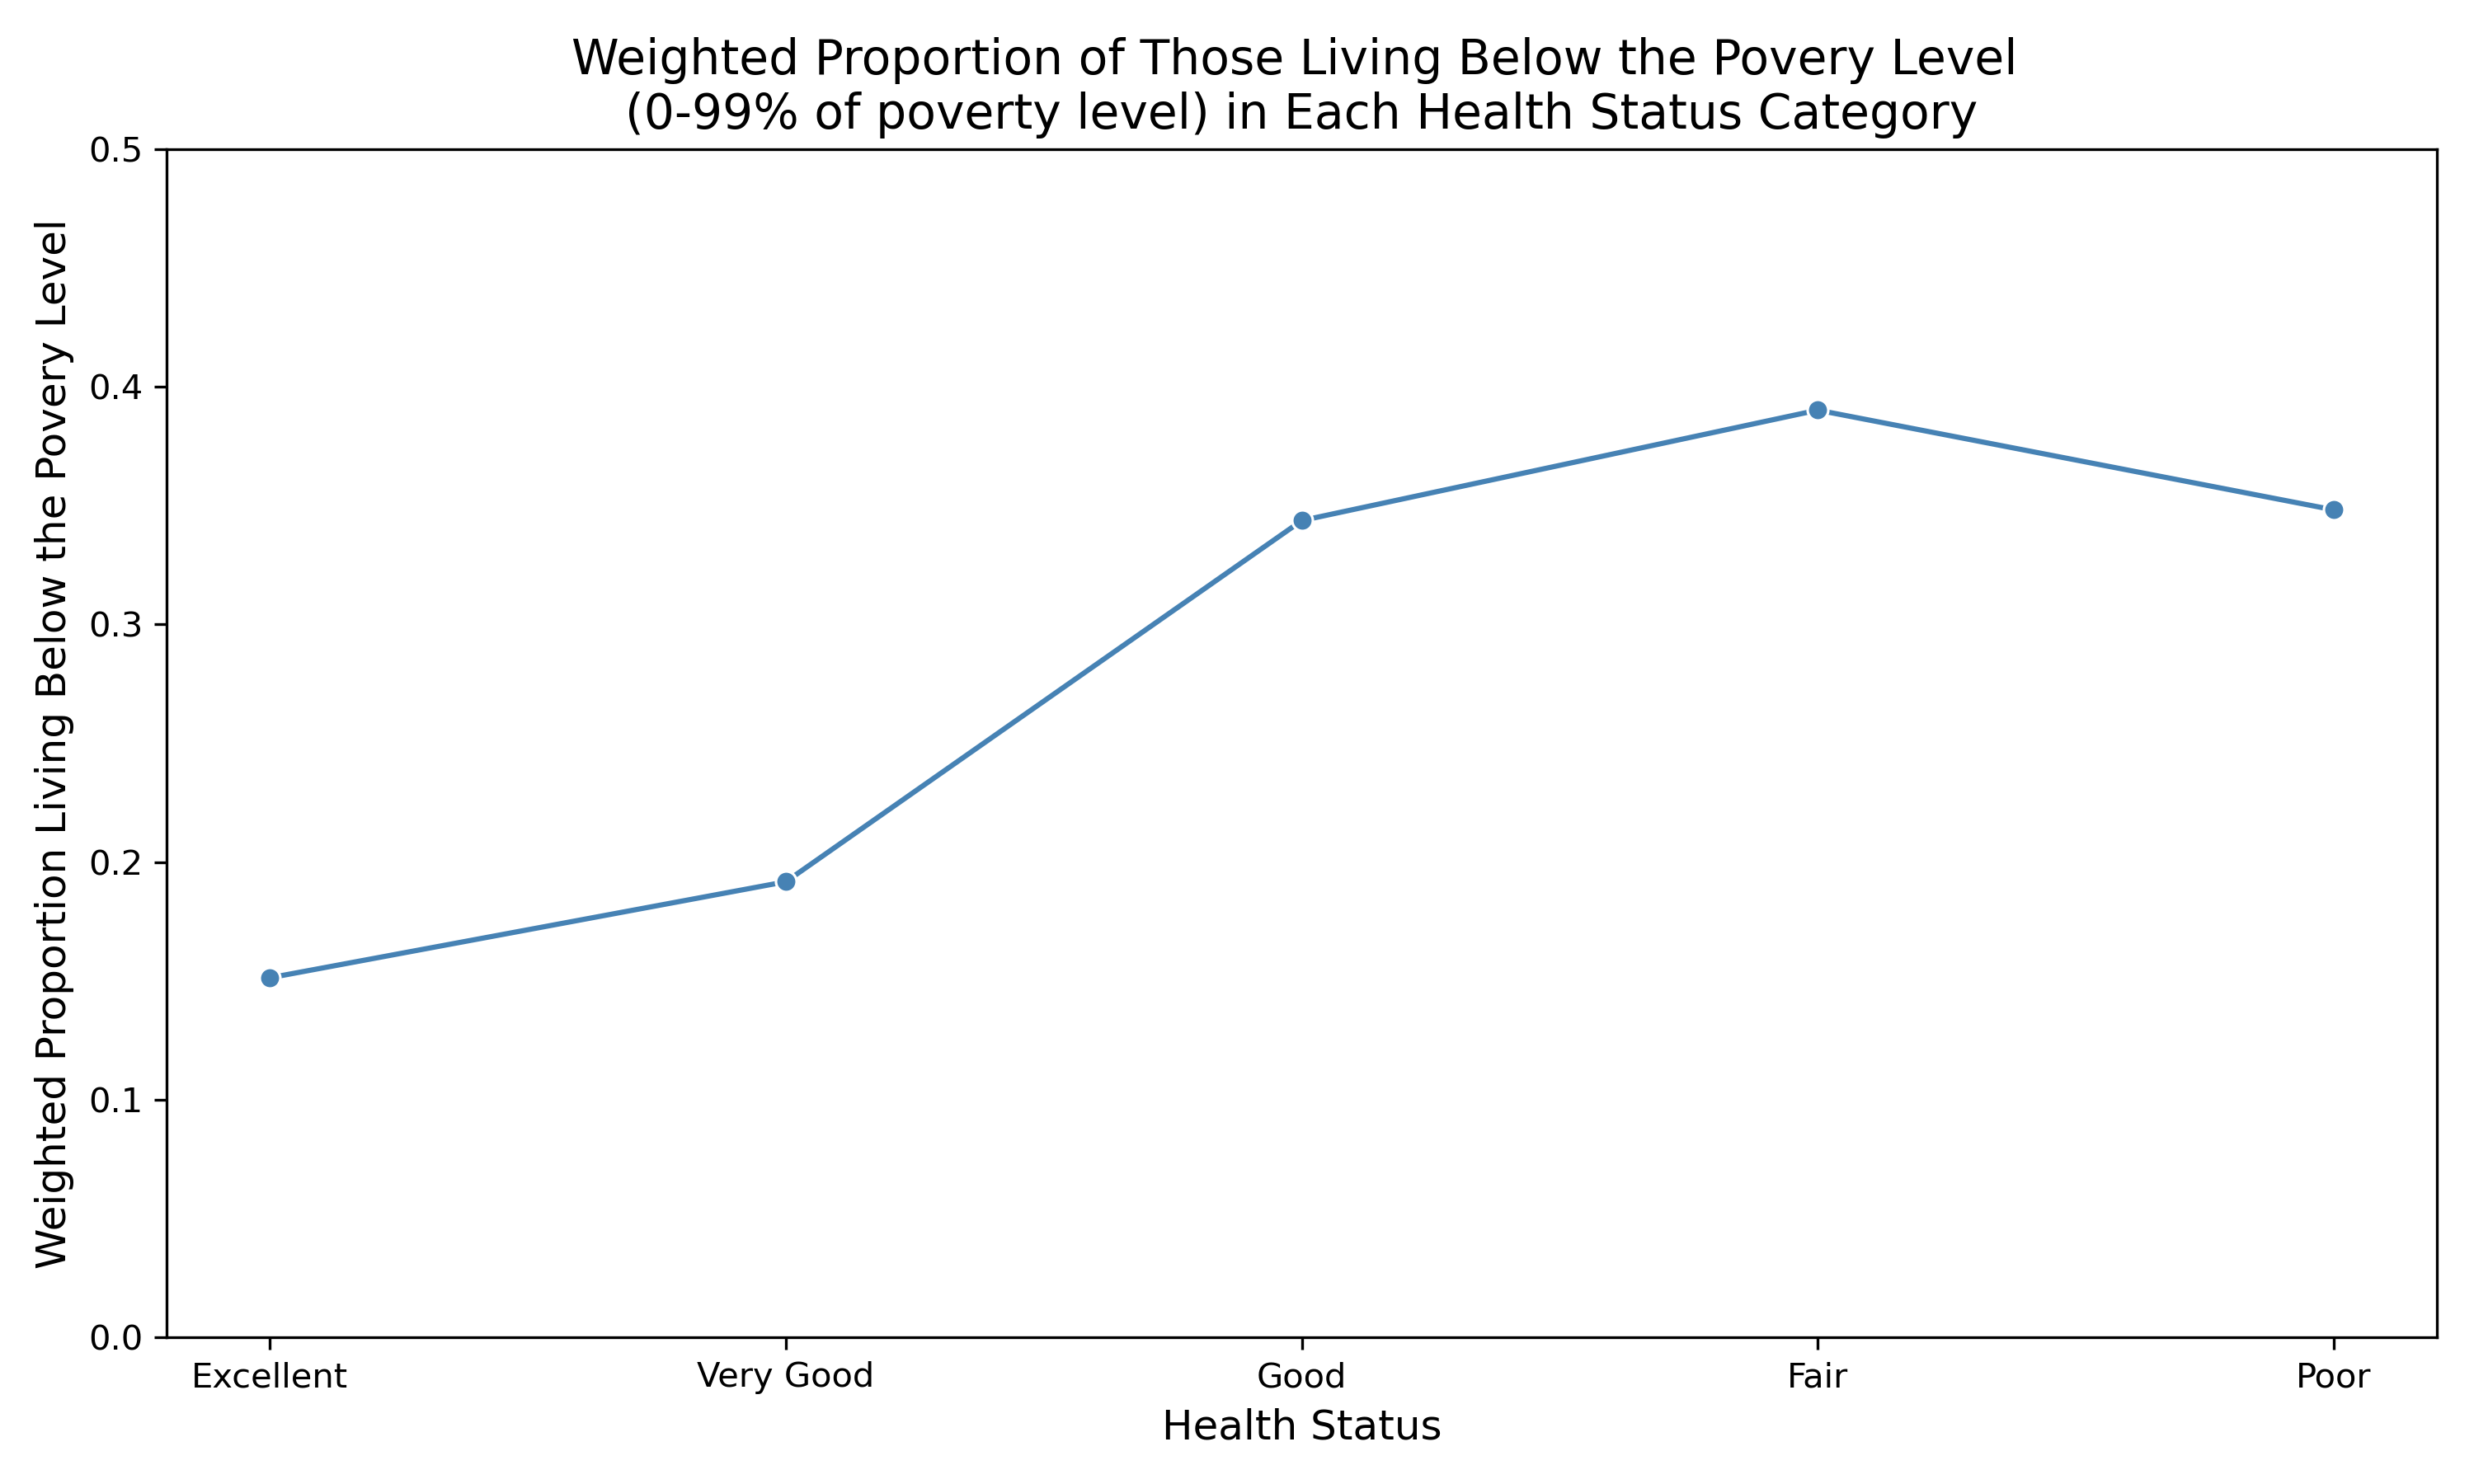 Weighted Proportion of Those Living Below the Povery Level
(0-99% of poverty level) in Each Health Status Category
Weighted Proportion Living Below the Povery Level
0.5
0.4
0.3
0.2
0.1
0.0
Excellent
Very Good
Good
Fair
Poor
Health Status